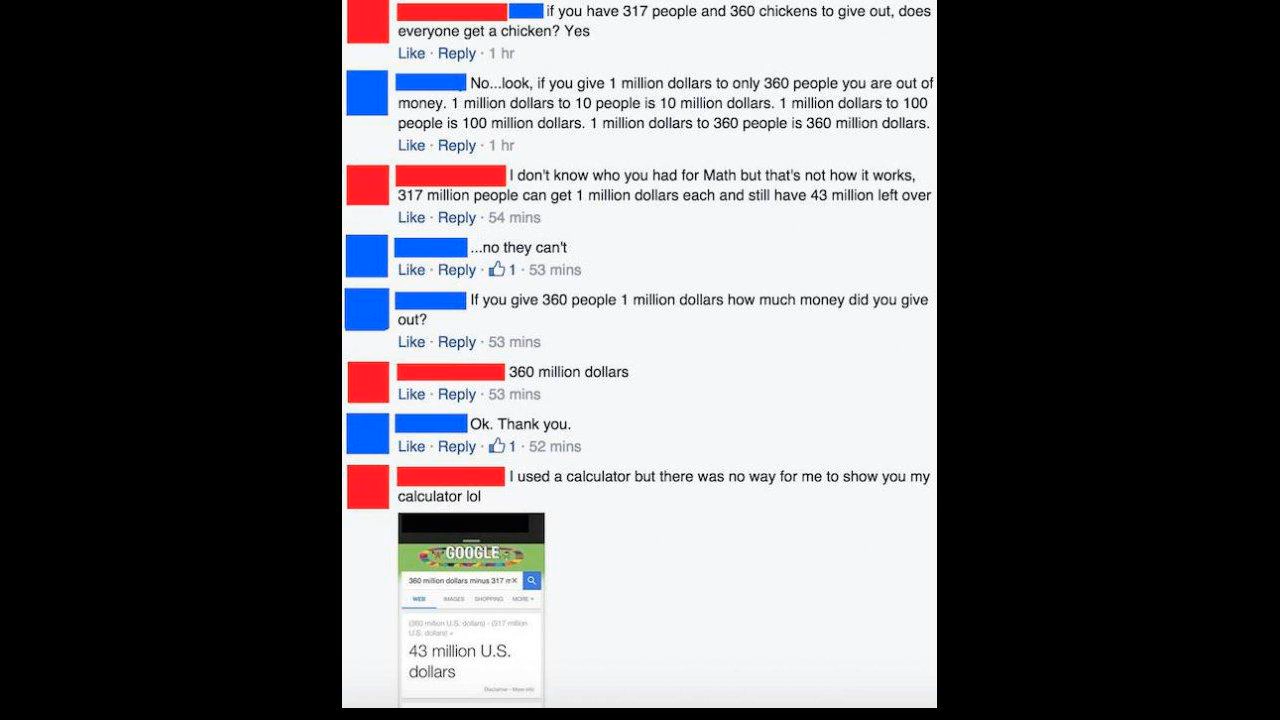 if you have 317 people and 360 chickens to give out, does
everyone get a chicken? Yes
Like · Reply · 1 hr
No...look, if you give 1 million dollars to only 360 people you are out of
money. 1 million dollars to 10 people is 10 million dollars. 1 million dollars to 100
people is 100 million dollars. 1 million dollars to 360 people is 360 million dollars.
Like · Reply · 1 hr
I don't know who you had for Math but that's not how it works,
317 million people can get 1 million dollars each and still have 43 million left over
Like · Reply · 54 mins
...no they can't
Like · Reply · 1 · 53 mins
If you give 360 people 1 million dollars how much money did you give
out?
Like · Reply · 53 mins
360 million dollars
Like · Reply · 53 mins
Ok. Thank you.
Like · Reply · 1 · 52 mins
I used a calculator but there was no way for me to show you my
calculator lol
GOOGLE
360 million dollars minus 317
WEB IMAGES SHOPPING MORE
(360 million U.S. dollars) - (317 million
U.S. dollars) =
43 million U.S.
dollars
Disclaimer - More info